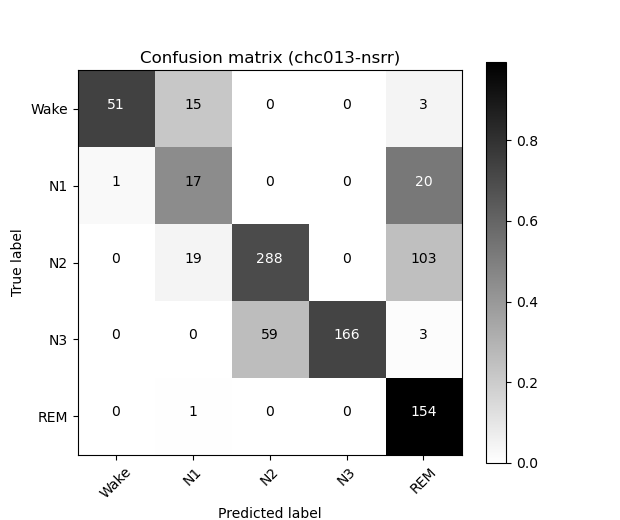 Confusion matrix (chc013-nsrr)
Wake 51 15 0 0 3
N1 1 17 0 0 20
N2 0 19 288 0 103
N3 0 0 59 166 3
REM 0 1 0 0 154
Wake N1 N2 N3 REM
Predicted label
True label
0.8
0.6
0.4
0.2
0.0